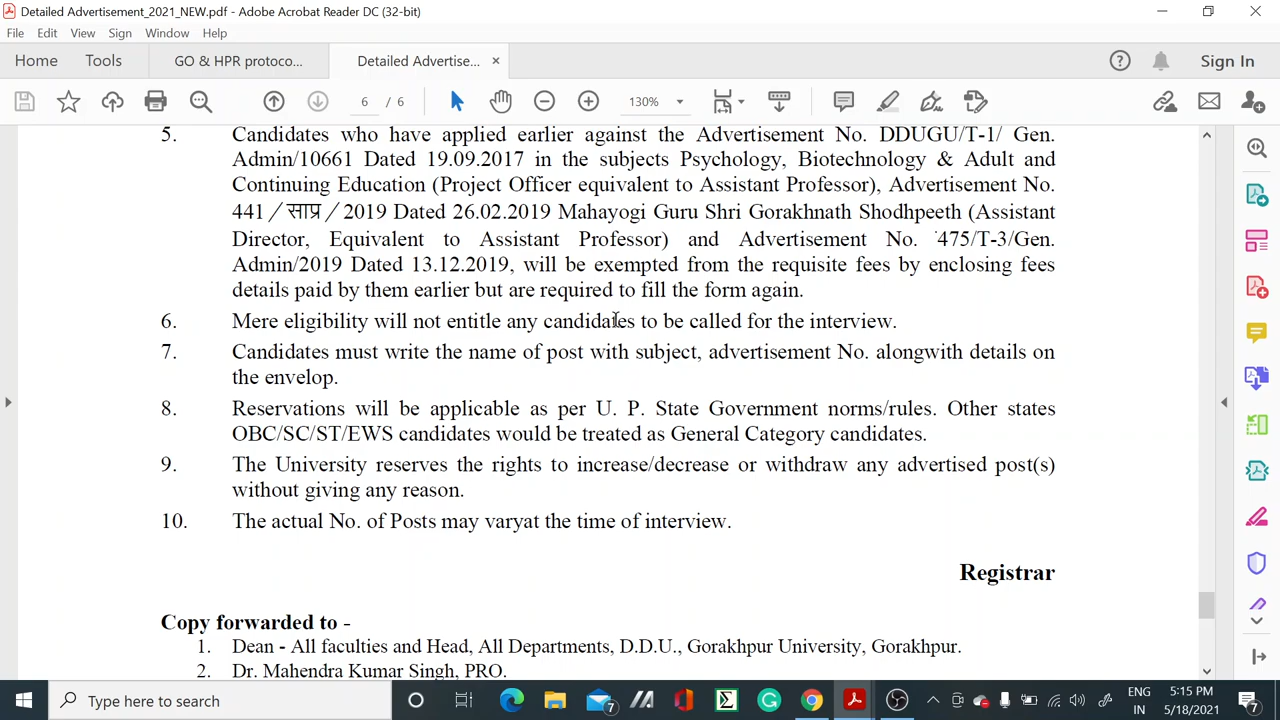 Detailed Advertisement_2021_NEW.pdf - Adobe Acrobat Reader DC (32-bit)
File Edit View Sign Window Help
Home Tools GO & HPR protoco... Detailed Advertise... × Sign In
6 / 6 130%
5. Candidates who have applied earlier against the Advertisement No. DDUGU/T-1/ Gen.
Admin/10661 Dated 19.09.2017 in the subjects Psychology, Biotechnology & Adult and
Continuing Education (Project Officer equivalent to Assistant Professor), Advertisement No.
441/साप्र/2019 Dated 26.02.2019 Mahayogi Guru Shri Gorakhnath Shodhpeeth (Assistant
Director, Equivalent to Assistant Professor) and Advertisement No. 475/T-3/Gen.
Admin/2019 Dated 13.12.2019, will be exempted from the requisite fees by enclosing fees
details paid by them earlier but are required to fill the form again.
6. Mere eligibility will not entitle any candidates to be called for the interview.
7. Candidates must write the name of post with subject, advertisement No. alongwith details on
the envelop.
8. Reservations will be applicable as per U. P. State Government norms/rules. Other states
OBC/SC/ST/EWS candidates would be treated as General Category candidates.
9. The University reserves the rights to increase/decrease or withdraw any advertised post(s)
without giving any reason.
10. The actual No. of Posts may varyat the time of interview.
Registrar
Copy forwarded to -
1. Dean - All faculties and Head, All Departments, D.D.U., Gorakhpur University, Gorakhpur.
2. Dr. Mahendra Kumar Singh, PRO.
Type here to search
7
ENG
IN
5:15 PM
5/18/2021
7